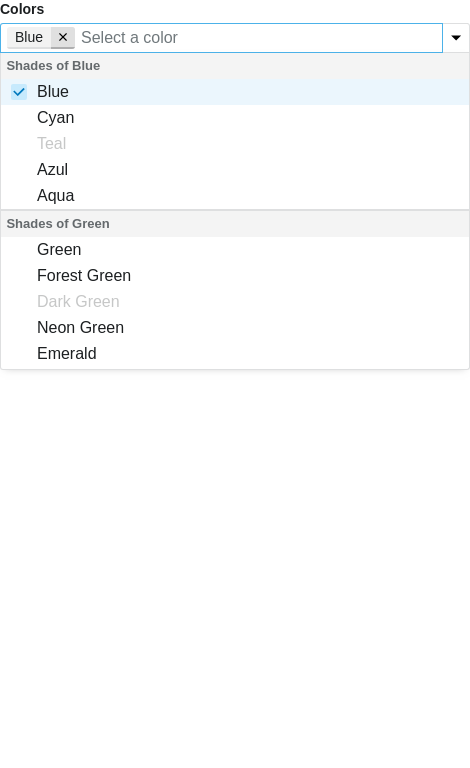 Colors
Blue ✕ Select a color
Shades of Blue
Blue
Cyan
Teal
Azul
Aqua
Shades of Green
Green
Forest Green
Dark Green
Neon Green
Emerald